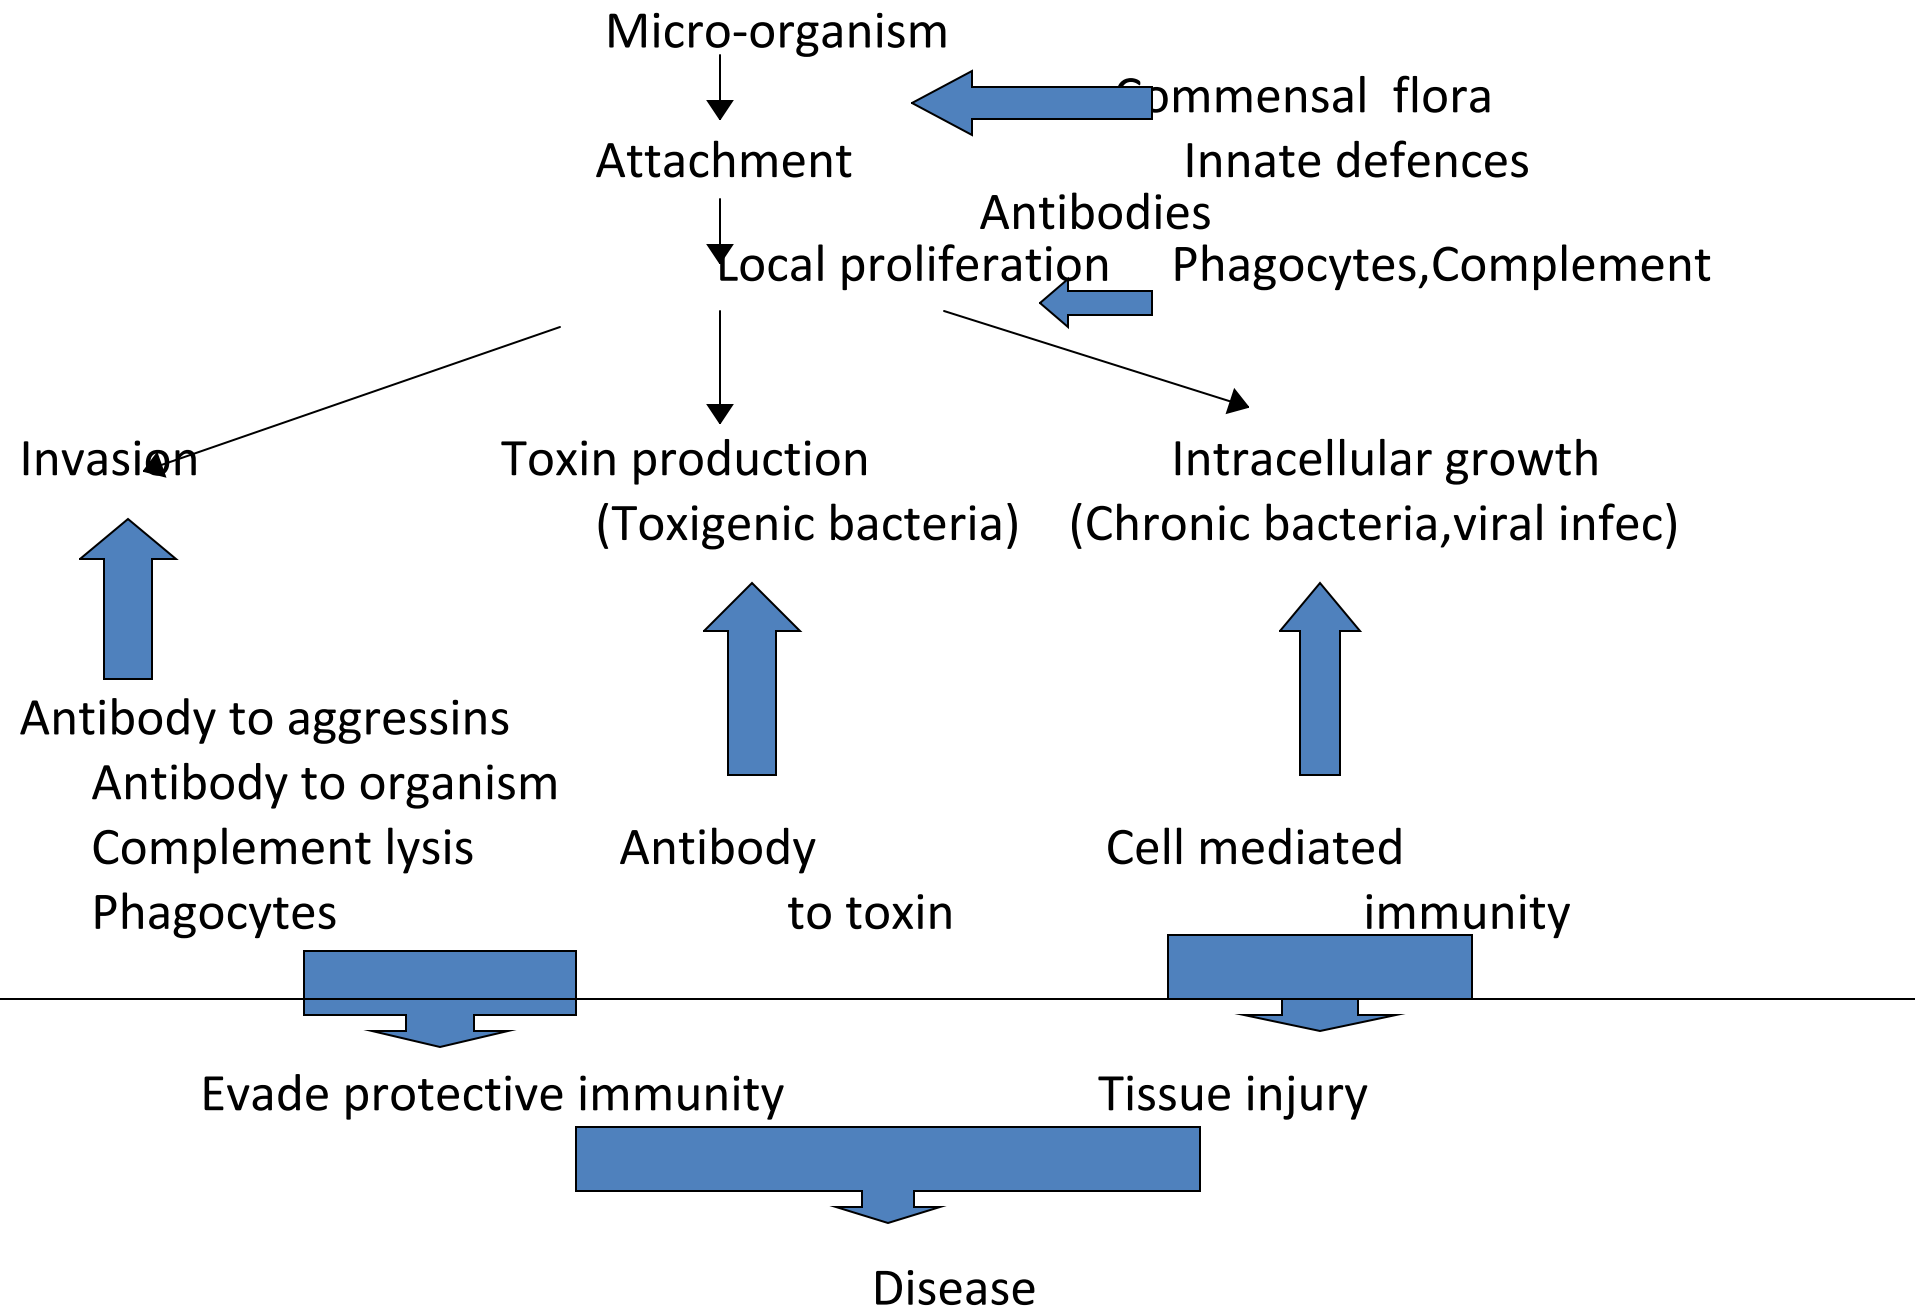 Micro-organism
Commensal flora
Attachment
Innate defences
Antibodies
Local proliferation
Phagocytes,Complement
Invasion
Toxin production
Intracellular growth
(Toxigenic bacteria)
(Chronic bacteria,viral infec)
Antibody to aggressins
Antibody to organism
Complement lysis
Antibody
Cell mediated
Phagocytes
to toxin
immunity
Evade protective immunity
Tissue injury
Disease